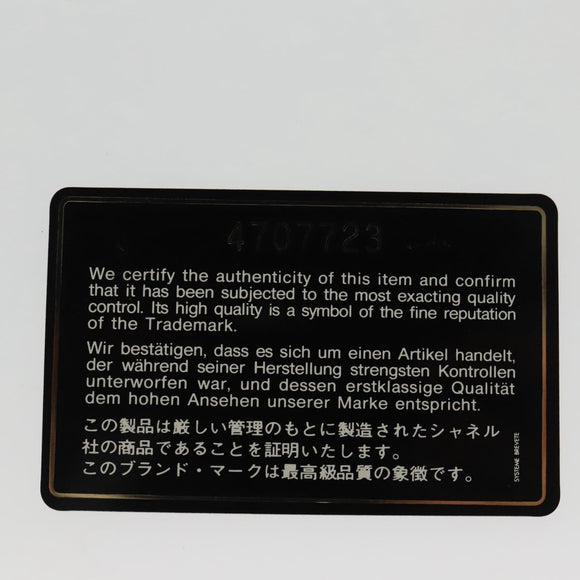 4707723
We certify the authenticity of this item and confirm
that it has been subjected to the most exacting quality
control. Its high quality is a symbol of the fine reputation
of the Trademark.
Wir bestätigen, dass es sich um einen Artikel handelt,
der während seiner Herstellung strengsten Kontrollen
unterworfen war, und dessen erstklassige Qualität
dem hohen Ansehen unserer Marke entspricht.
この製品は厳しい管理のもとに製造されたシャネル
社の商品であることを証明いたします。
このブランド・マークは最高級品質の象徴です。
SYSTEME BREVETE